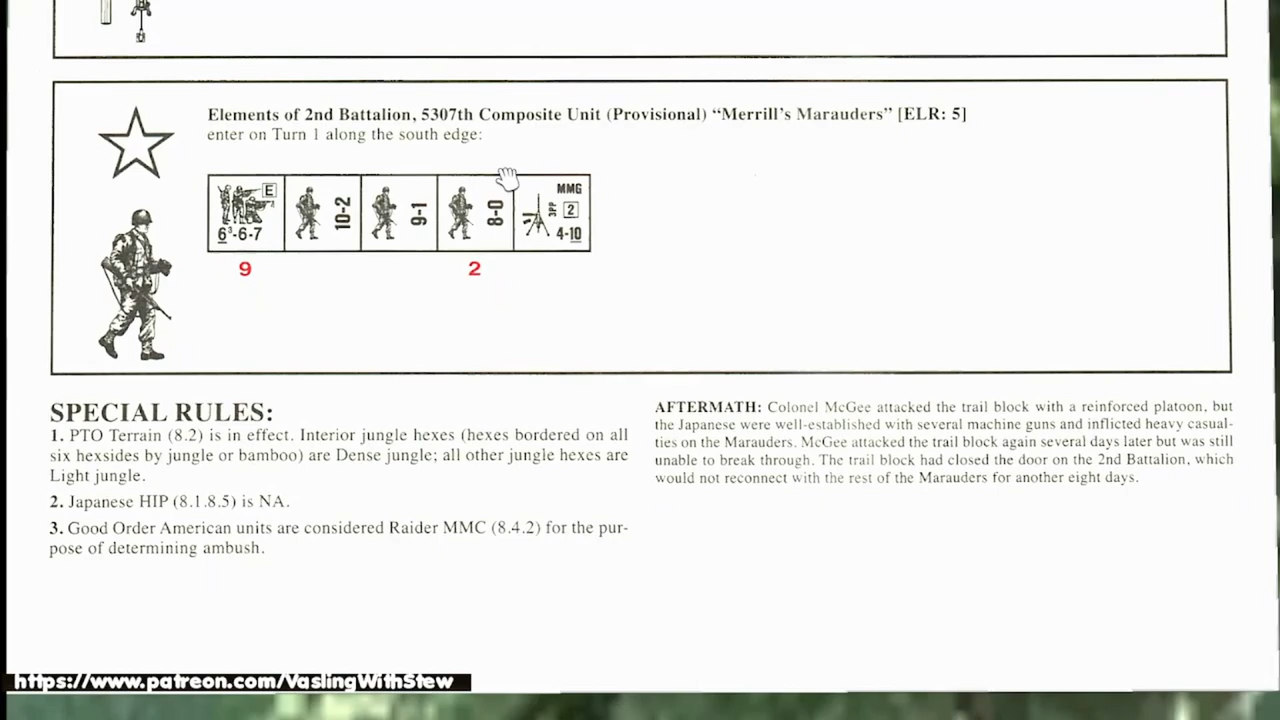 Elements of 2nd Battalion, 5307th Composite Unit (Provisional) “Merrill’s Marauders” [ELR: 5]
enter on Turn 1 along the south edge:
E
6³-6-7
10-2
9-1
8-0
MMG
3PP
2
4-10
9
2
SPECIAL RULES:
1. PTO Terrain (8.2) is in effect. Interior jungle hexes (hexes bordered on all
six hexsides by jungle or bamboo) are Dense jungle; all other jungle hexes are
Light jungle.
2. Japanese HIP (8.1.8.5) is NA.
3. Good Order American units are considered Raider MMC (8.4.2) for the pur-
pose of determining ambush.
AFTERMATH: Colonel McGee attacked the trail block with a reinforced platoon, but
the Japanese were well-established with several machine guns and inflicted heavy casual-
ties on the Marauders. McGee attacked the trail block again several days later but was still
unable to break through. The trail block had closed the door on the 2nd Battalion, which
would not reconnect with the rest of the Marauders for another eight days.
https://www.patreon.com/VaslingWithStew